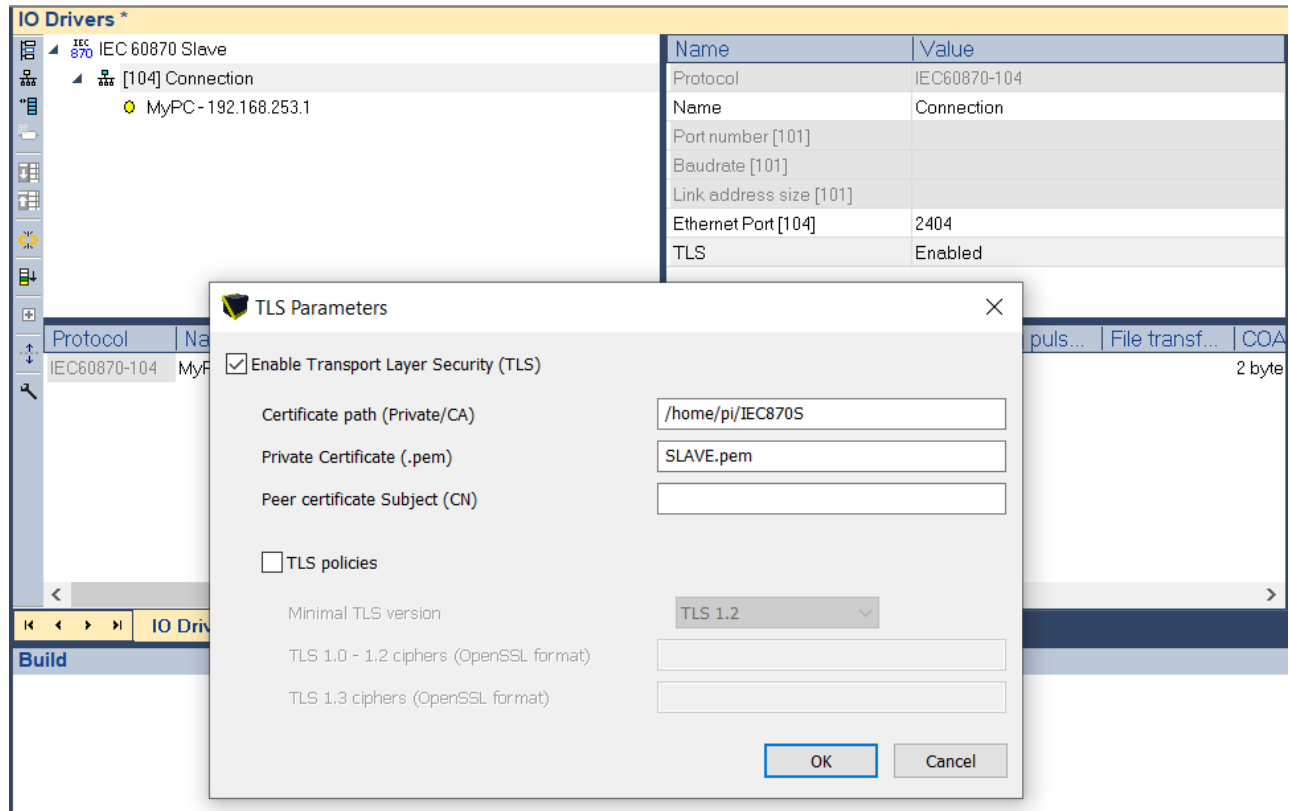 IO Drivers *
IEC 870 IEC 60870 Slave
[104] Connection
MyPC - 192.168.253.1
Name Value
Protocol IEC60870-104
Name Connection
Port number [101]
Baudrate [101]
Link address size [101]
Ethernet Port [104] 2404
TLS Enabled
Protocol Na puls... File transf... COA
IEC60870-104 MyP 2 byte
TLS Parameters
Enable Transport Layer Security (TLS)
Certificate path (Private/CA) /home/pi/IEC870S
Private Certificate (.pem) SLAVE.pem
Peer certificate Subject (CN)
TLS policies
Minimal TLS version TLS 1.2
TLS 1.0 - 1.2 ciphers (OpenSSL format)
TLS 1.3 ciphers (OpenSSL format)
OK Cancel
IO Driv
Build